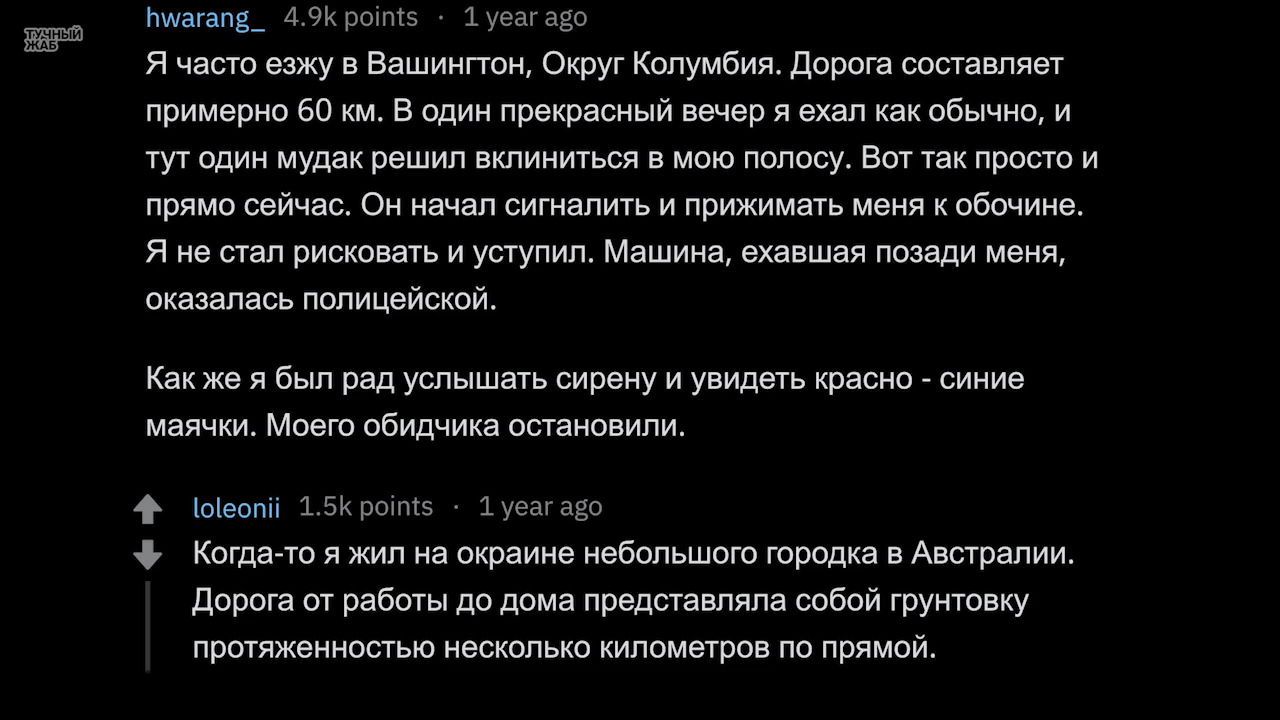 ТУЧНЫЙ
ЖАБ
hwarang_ 4.9k points · 1 year ago
Я часто езжу в Вашингтон, Округ Колумбия. Дорога составляет
примерно 60 км. В один прекрасный вечер я ехал как обычно, и
тут один мудак решил вклиниться в мою полосу. Вот так просто и
прямо сейчас. Он начал сигналить и прижимать меня к обочине.
Я не стал рисковать и уступил. Машина, ехавшая позади меня,
оказалась полицейской.
Как же я был рад услышать сирену и увидеть красно - синие
маячки. Моего обидчика остановили.
loleonii 1.5k points · 1 year ago
Когда-то я жил на окраине небольшого городка в Австралии.
Дорога от работы до дома представляла собой грунтовку
протяженностью несколько километров по прямой.